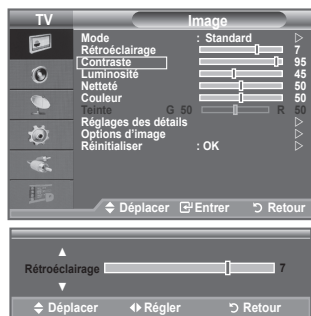 TV Image
Mode : Standard
Rétroéclairage 7
Contraste 95
Luminosité 45
Netteté 50
Couleur 50
Teinte G 50 R 50
Réglages des détails
Options d'image
Réinitialiser : OK
Déplacer Entrer Retour
Rétroéclairage 7
Déplacer Régler Retour